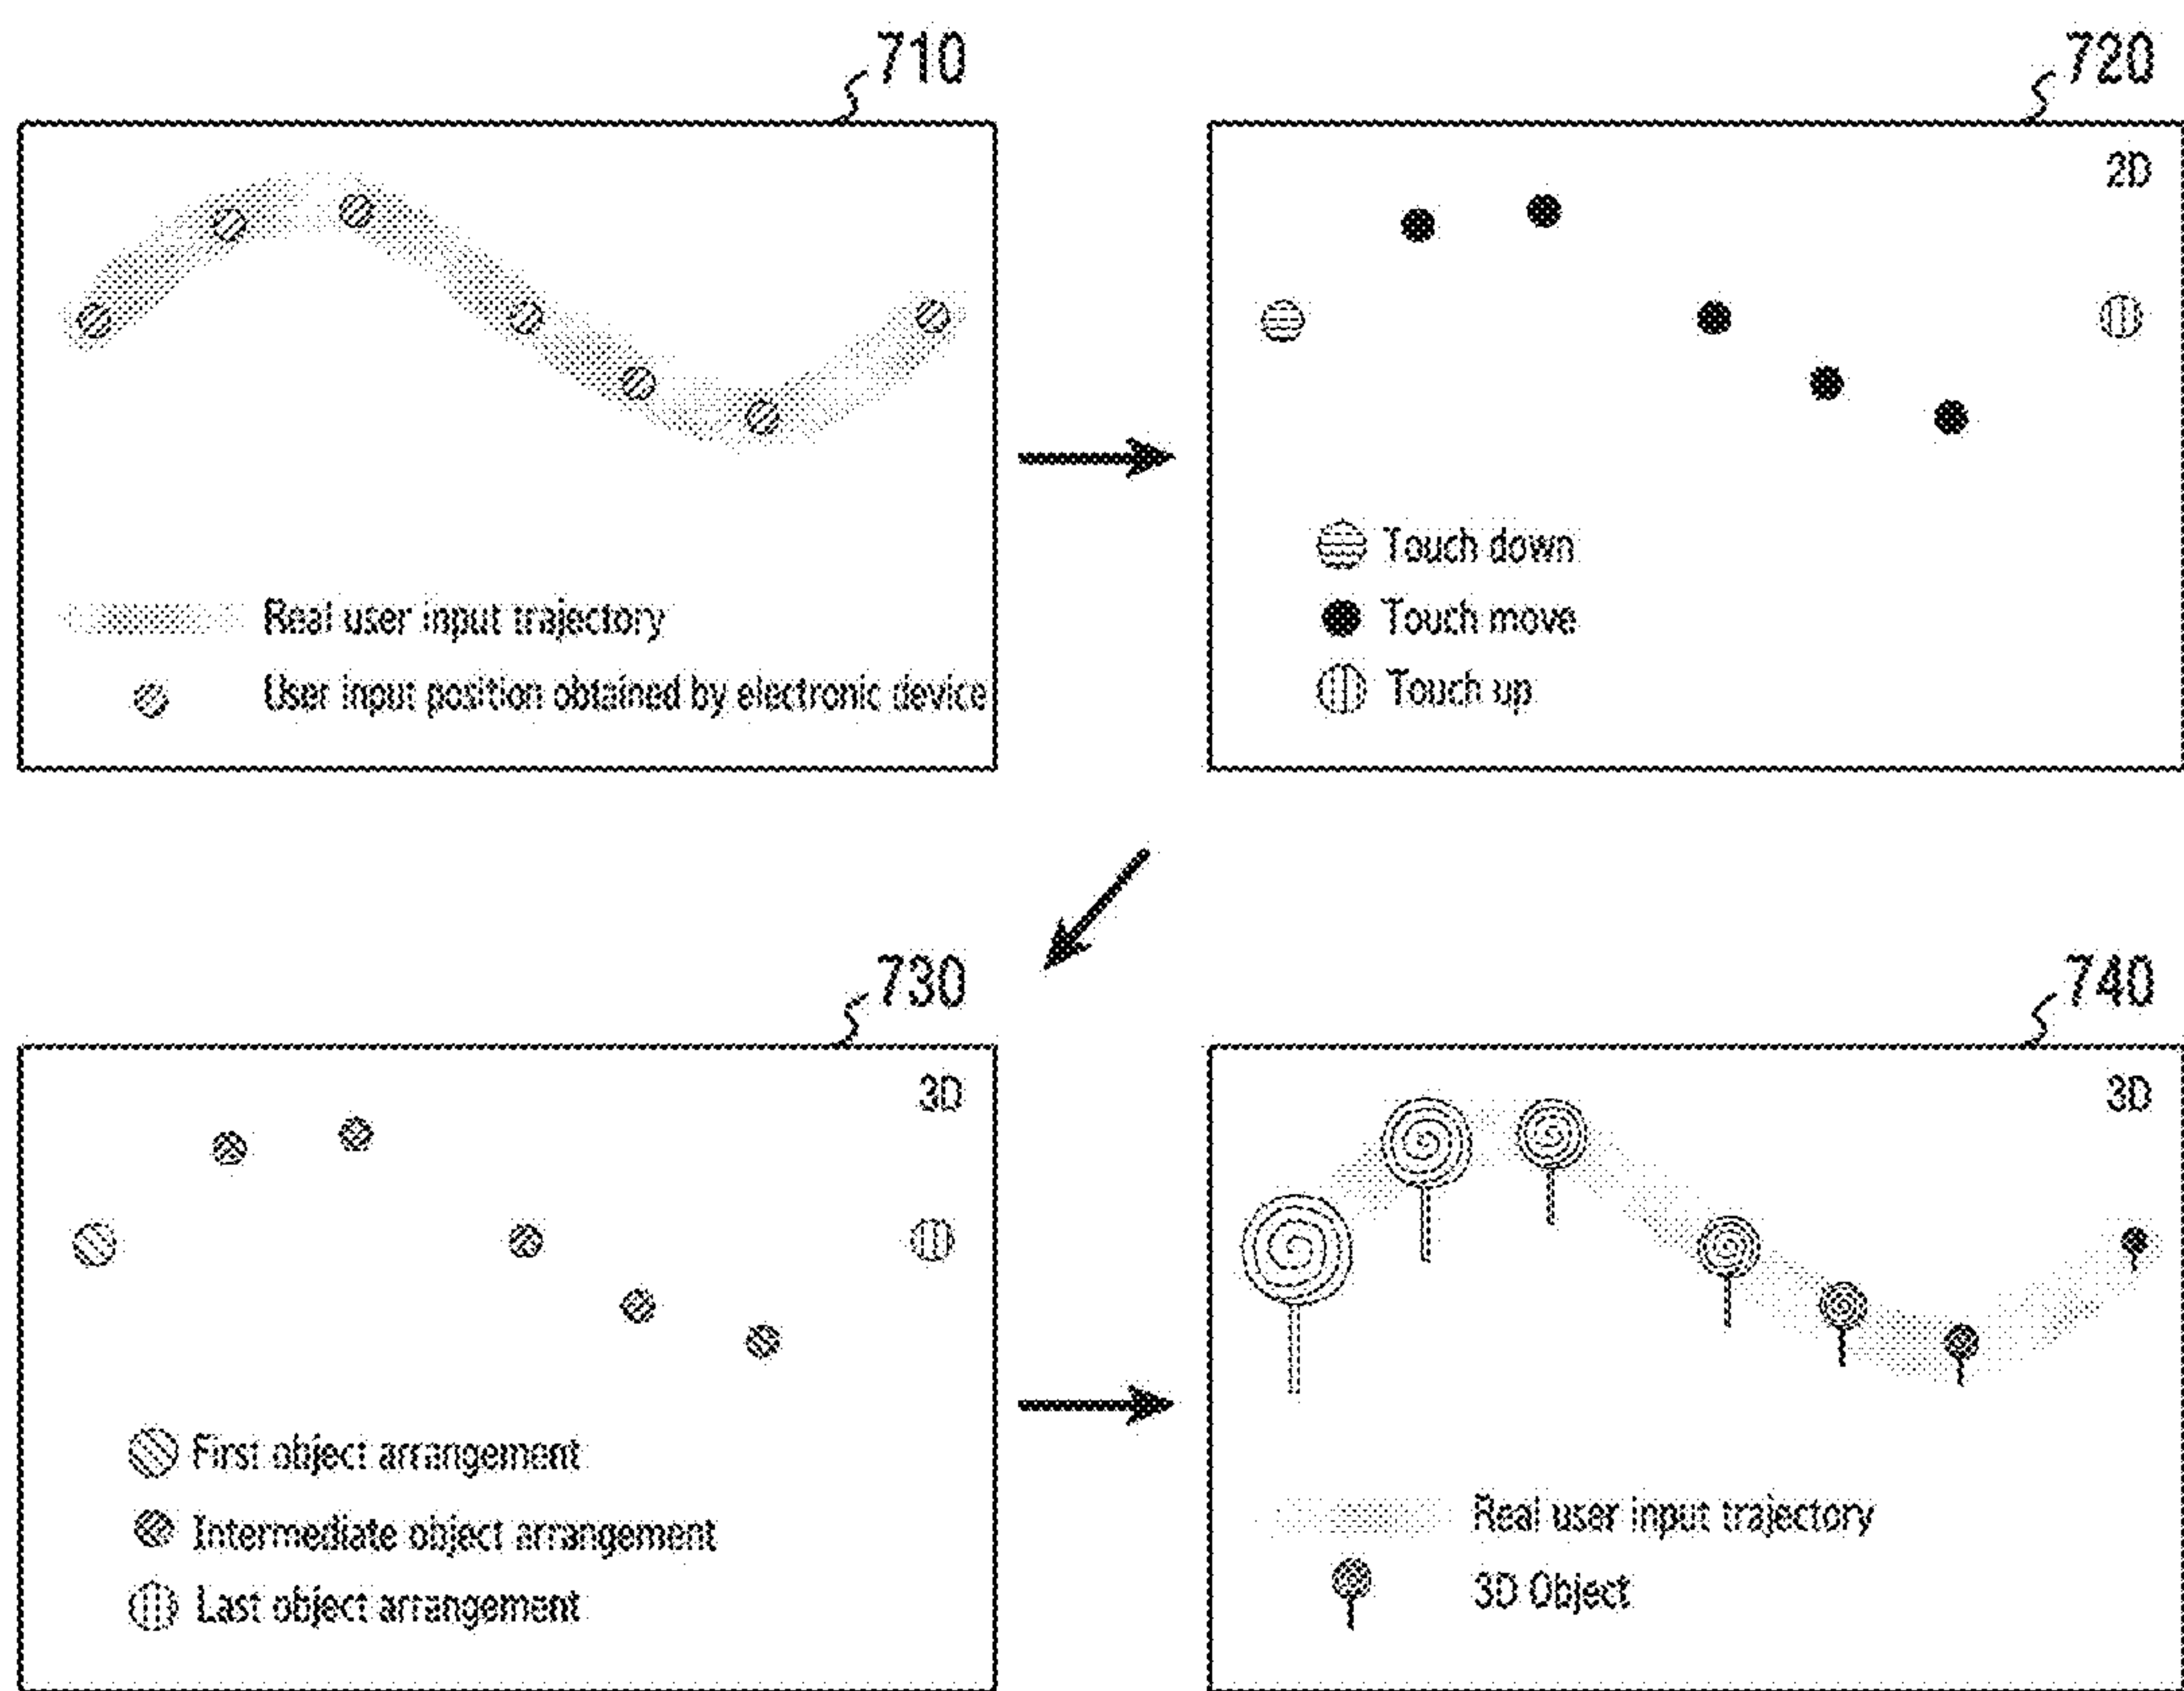 710
Real user input trajectory
User input position obtained by electronic device
720
2D
Touch down
Touch move
Touch up
730
3D
First object arrangement
Intermediate object arrangement
Last object arrangement
740
3D
Real user input trajectory
3D Object